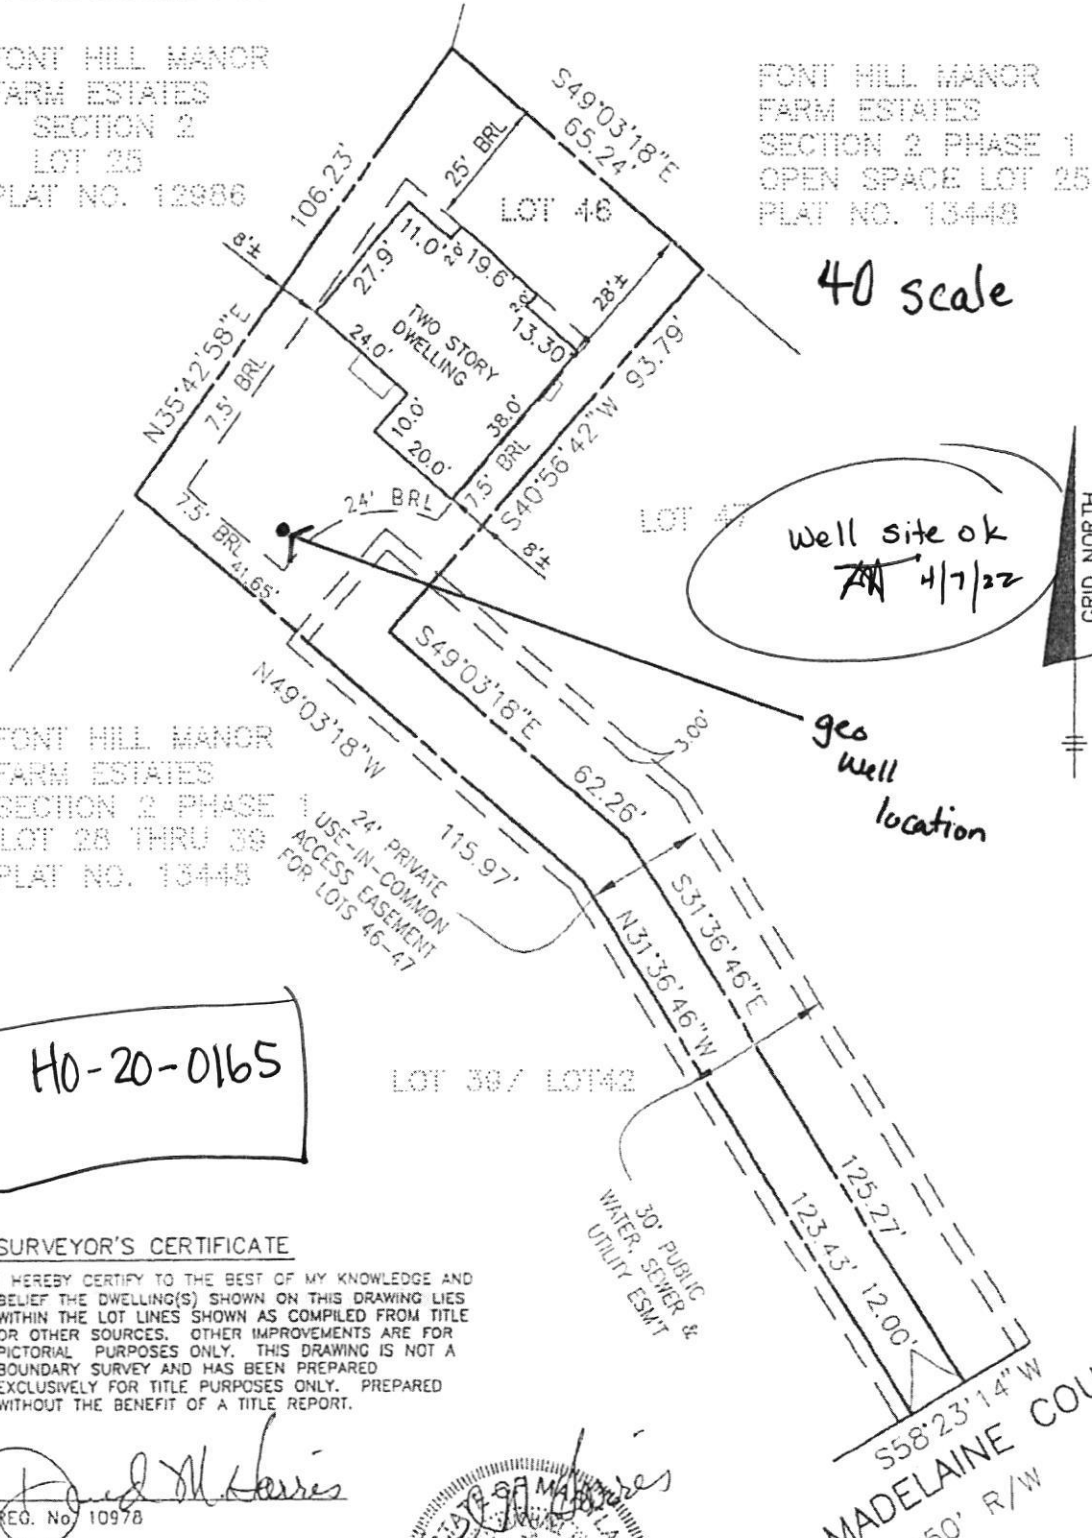 FONT HILL MANOR
FARM ESTATES
SECTION 2
LOT 25
PLAT NO. 12986
S49°03'18"E
65.24'
FONT HILL MANOR
FARM ESTATES
SECTION 2 PHASE 1
OPEN SPACE LOT 25
PLAT NO. 13448
40 scale
106.23'
25' BRL
LOT 46
8'±
11.0'
19.6'
27.9'
13.30
28'±
TWO STORY
DWELLING
24.0'
10.0'
20.0'
38.0'
93.79'
S40°56'42"W
N35°42'58"E
7.5' BRL
7.5' BRL
24' BRL
8'±
7.5' BRL
41.65'
LOT 47
well site ok
4/7/22
GRID NORTH
geo
well
location
N49°03'18"W
S49°03'18"E
62.26'
3.00'
115.97'
FONT HILL MANOR
FARM ESTATES
SECTION 2 PHASE 1
LOT 28 THRU 39
PLAT NO. 13448
24' PRIVATE
USE-IN-COMMON
ACCESS EASEMENT
FOR LOTS 46-47
S31°36'46"E
N31°36'46"W
HO-20-0165
LOT 39/ LOT42
30' PUBLIC
WATER, SEWER &
UTILITY ESM'T
125.27'
123.43'
12.00'
S58°23'14"W
MADELAINE COU
50' R/W
SURVEYOR'S CERTIFICATE
I HEREBY CERTIFY TO THE BEST OF MY KNOWLEDGE AND
BELIEF THE DWELLING(S) SHOWN ON THIS DRAWING LIES
WITHIN THE LOT LINES SHOWN AS COMPILED FROM TITLE
OR OTHER SOURCES. OTHER IMPROVEMENTS ARE FOR
PICTORIAL PURPOSES ONLY. THIS DRAWING IS NOT A
BOUNDARY SURVEY AND HAS BEEN PREPARED
EXCLUSIVELY FOR TITLE PURPOSES ONLY. PREPARED
WITHOUT THE BENEFIT OF A TITLE REPORT.
David M. Harris
REG. No. 10978
STATE OF MARYLAND